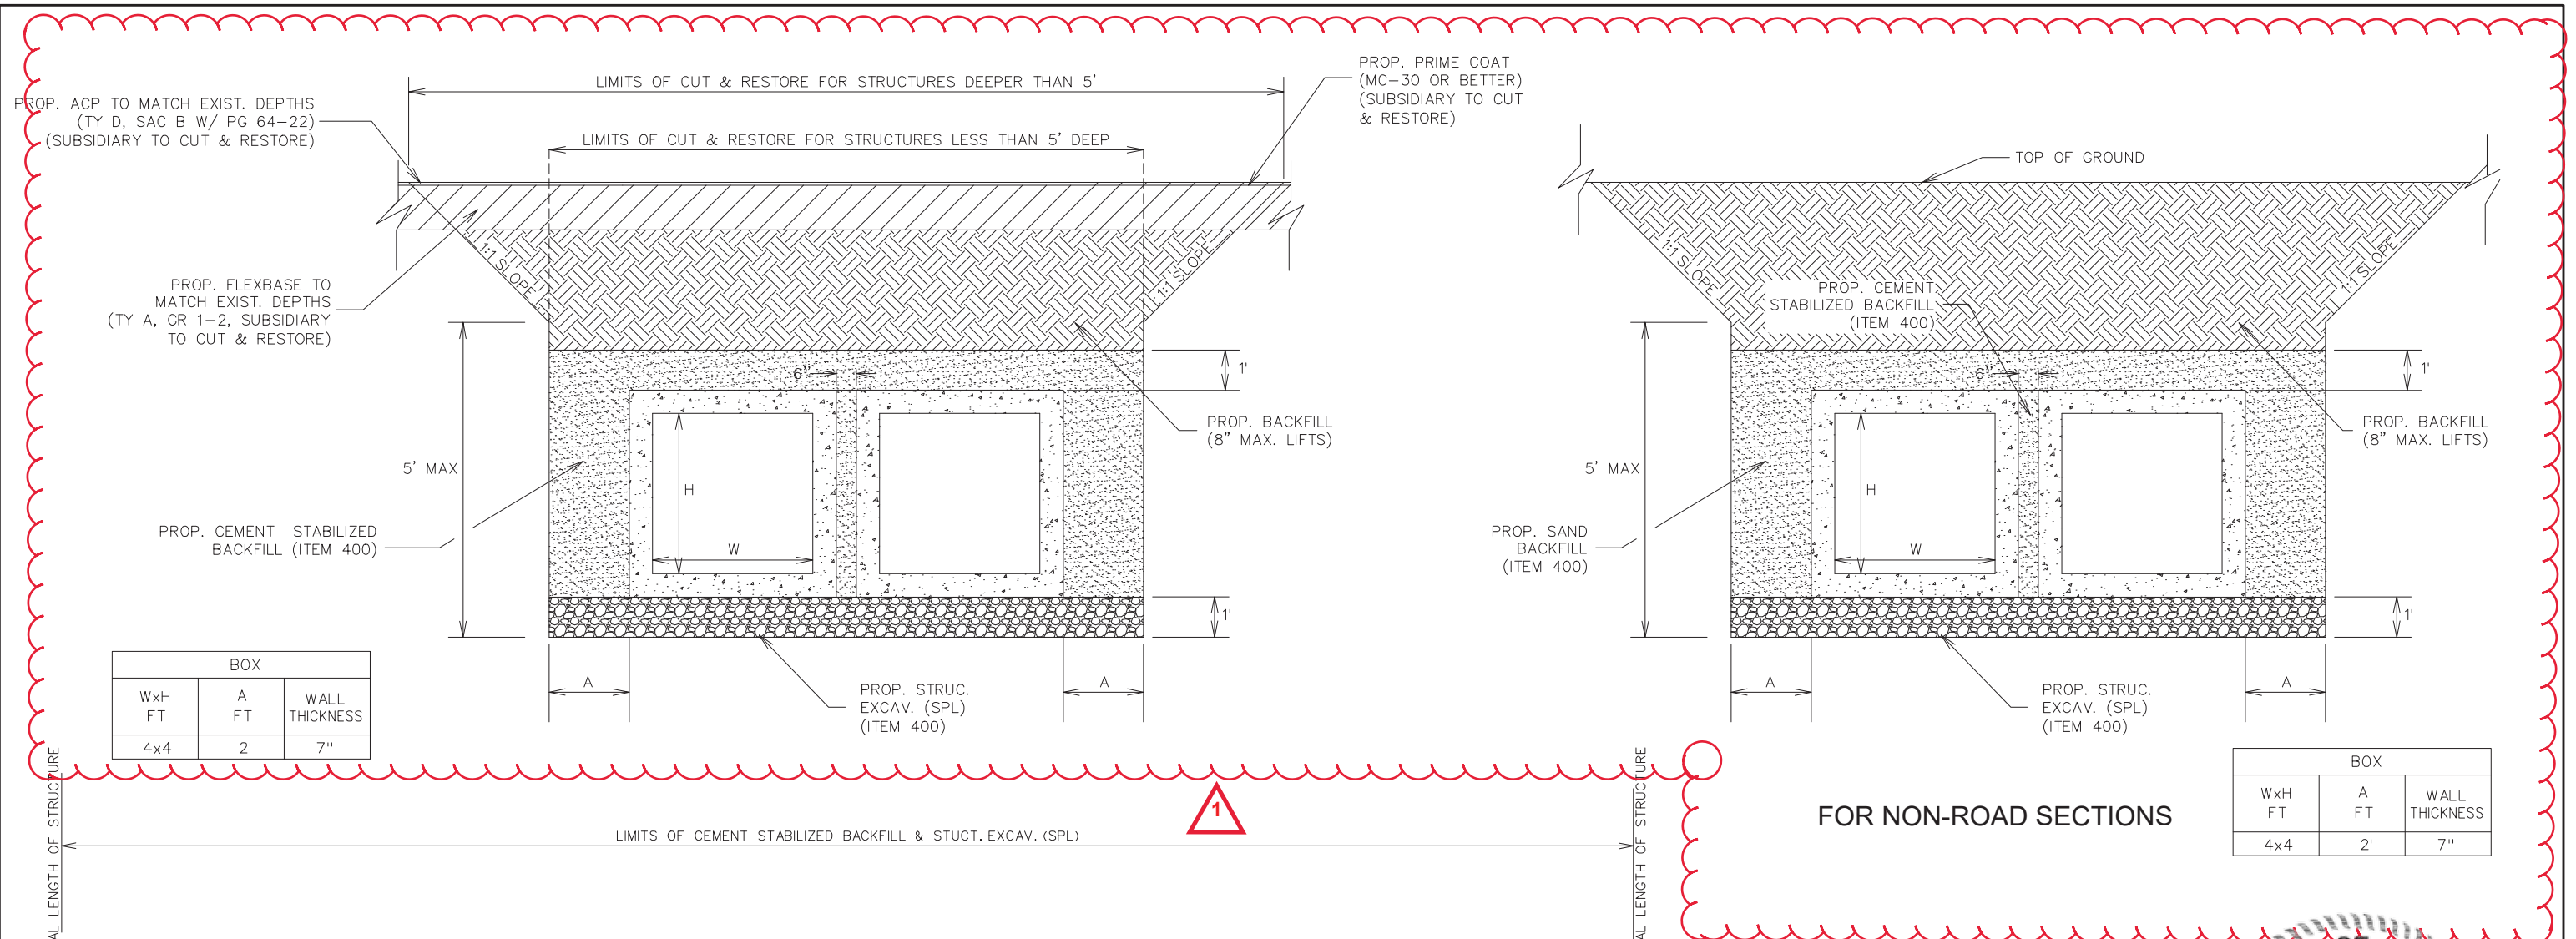 LIMITS OF CUT & RESTORE FOR STRUCTURES DEEPER THAN 5'
PROP. ACP TO MATCH EXIST. DEPTHS
(TY D, SAC B W/ PG 64-22)
(SUBSIDIARY TO CUT & RESTORE)
LIMITS OF CUT & RESTORE FOR STRUCTURES LESS THAN 5' DEEP
PROP. PRIME COAT
(MC-30 OR BETTER)
(SUBSIDIARY TO CUT
& RESTORE)
1:1 SLOPE
1:1 SLOPE
PROP. FLEXBASE TO
MATCH EXIST. DEPTHS
(TY A, GR 1-2, SUBSIDIARY
TO CUT & RESTORE)
6"
1'
PROP. BACKFILL
(8" MAX. LIFTS)
5' MAX
H
W
PROP. CEMENT STABILIZED
BACKFILL (ITEM 400)
1'
A
A
PROP. STRUC.
EXCAV. (SPL)
(ITEM 400)
BOX
WxH
FT
A
FT
WALL
THICKNESS
4x4
2'
7"
TOP OF GROUND
1:1 SLOPE
1:1 SLOPE
PROP. CEMENT
STABILIZED BACKFILL
(ITEM 400)
6"
1'
PROP. BACKFILL
(8" MAX. LIFTS)
5' MAX
H
W
PROP. SAND
BACKFILL
(ITEM 400)
1'
A
A
PROP. STRUC.
EXCAV. (SPL)
(ITEM 400)
FOR NON-ROAD SECTIONS
BOX
WxH
FT
A
FT
WALL
THICKNESS
4x4
2'
7"
1
LIMITS OF CEMENT STABILIZED BACKFILL & STUCT. EXCAV. (SPL)
LENGTH OF STRUCTURE
LENGTH OF STRUCTURE